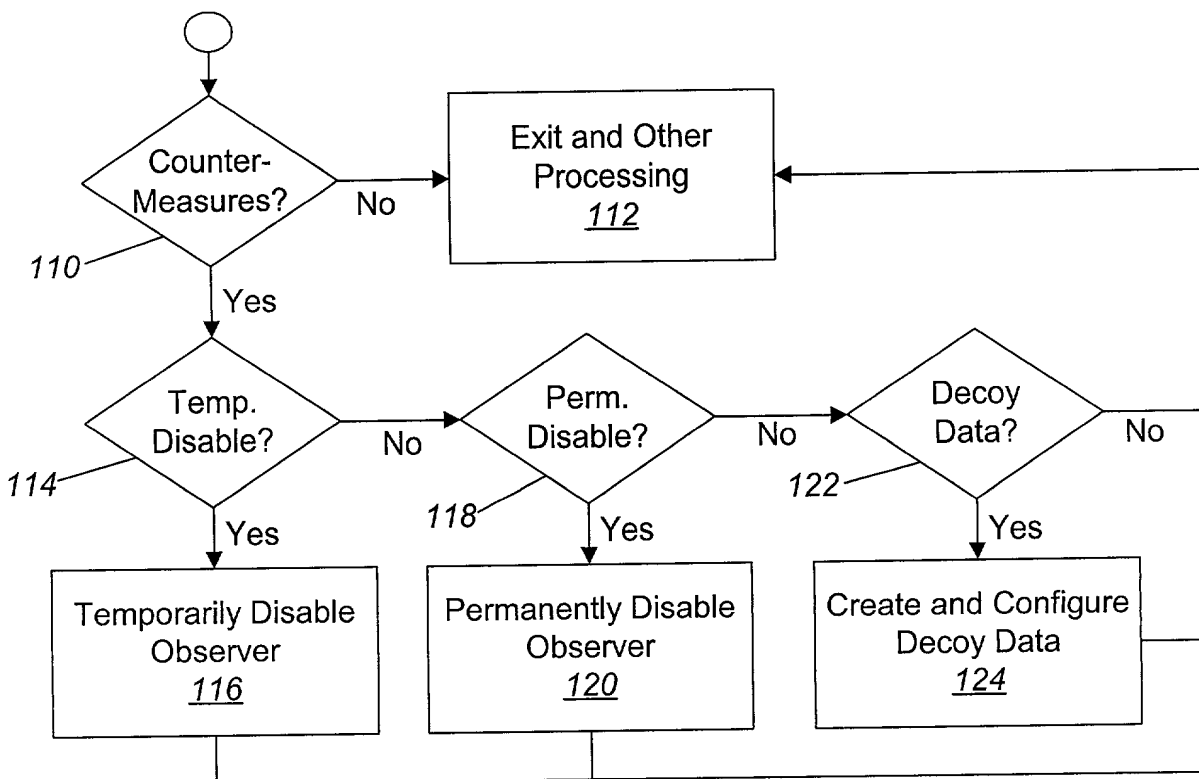 Counter-
Measures?
110
No
Exit and Other
Processing
112
Yes
Temp.
Disable?
114
No
Perm.
Disable?
118
No
Decoy
Data?
122
No
Yes
Yes
Yes
Temporarily Disable
Observer
116
Permanently Disable
Observer
120
Create and Configure
Decoy Data
124